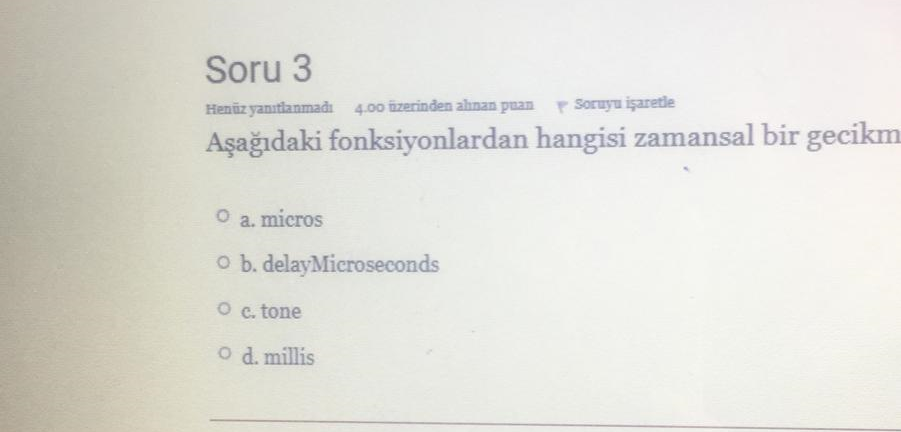 Soru 3
Henüz yanıtlanmadı 4.00 üzerinden alınan puan Soruyu işaretle
Aşağıdaki fonksiyonlardan hangisi zamansal bir gecikm
a. micros
b. delayMicroseconds
c. tone
d. millis